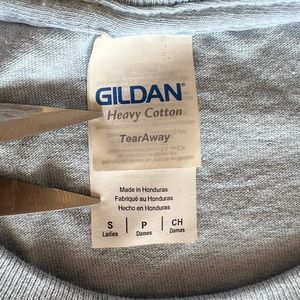 GILDAN
Heavy Cotton
TearAway
Made in Honduras
Fabriqué au Honduras
Hecho en Honduras
S | P | CH
Ladies | Dames | Damas